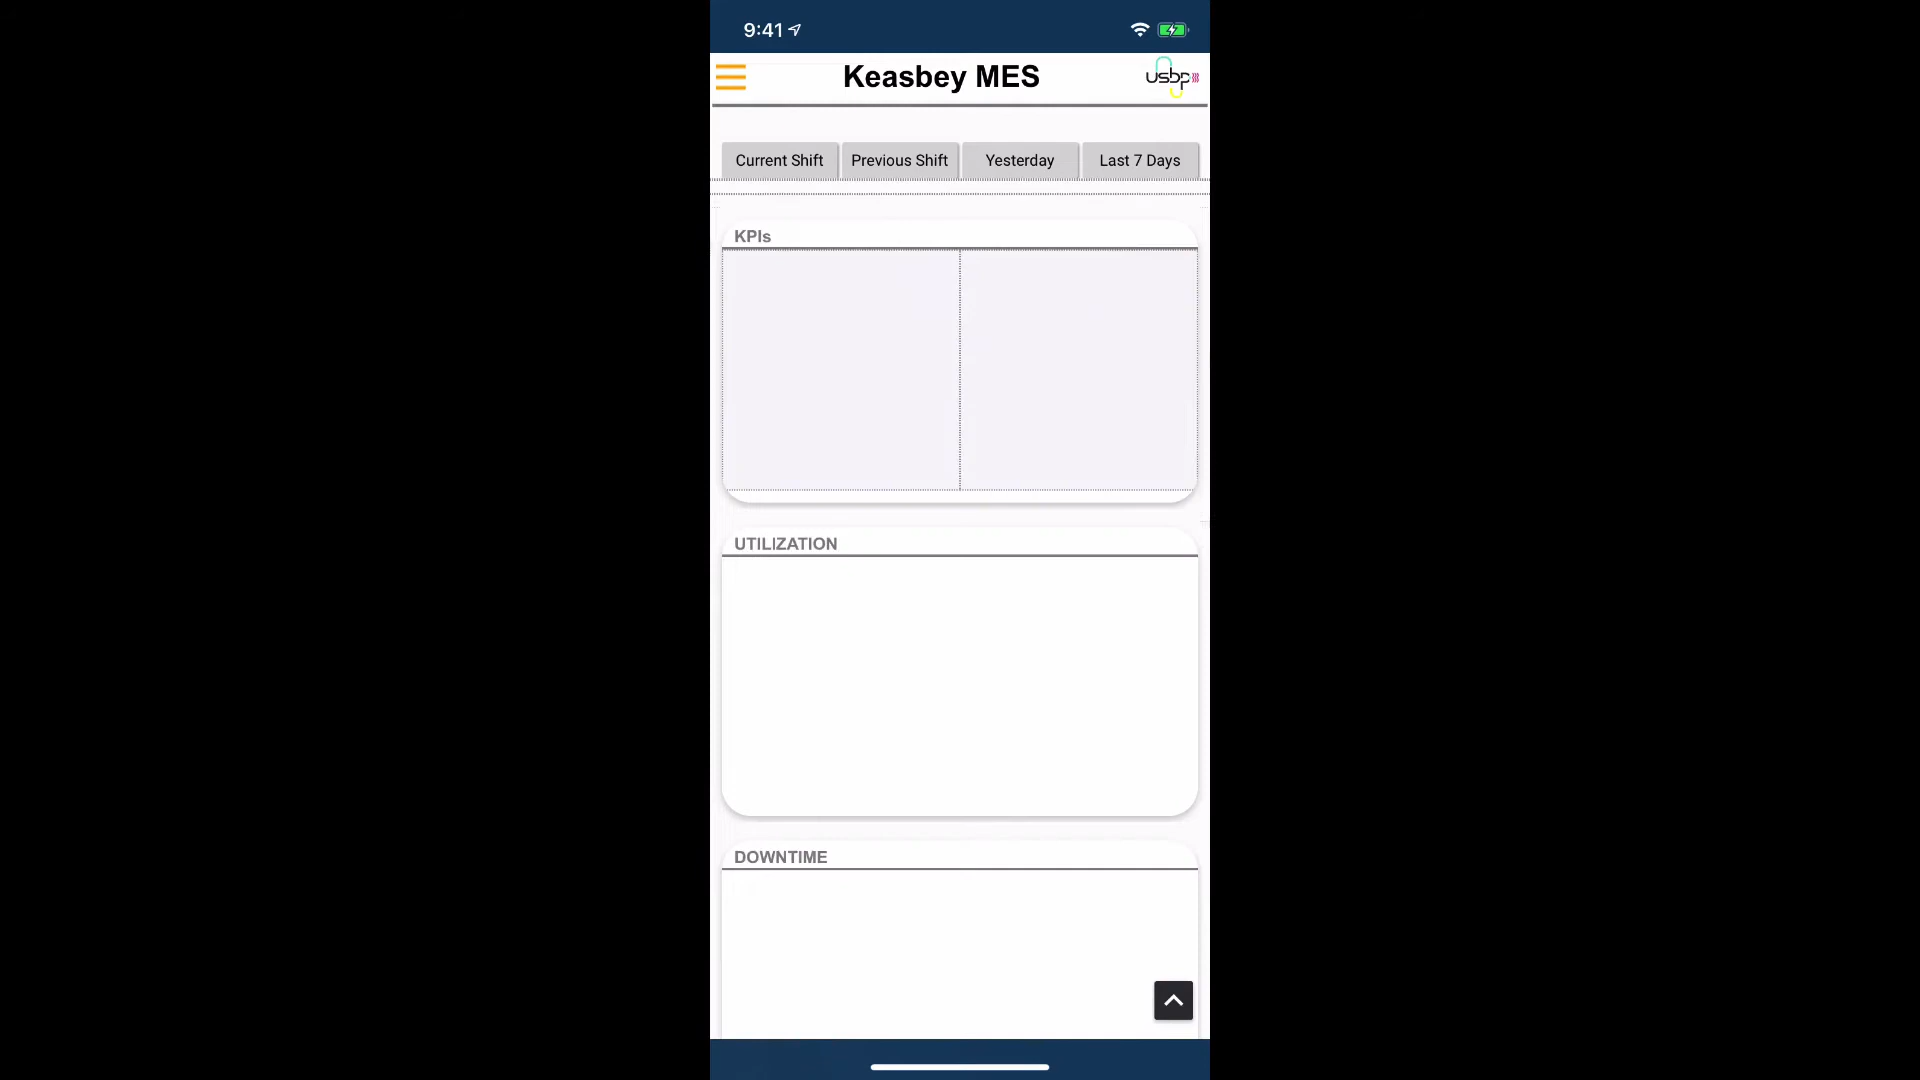 9:41
Keasbey MES
usbp
Current Shift Previous Shift Yesterday Last 7 Days
KPIs
UTILIZATION
DOWNTIME